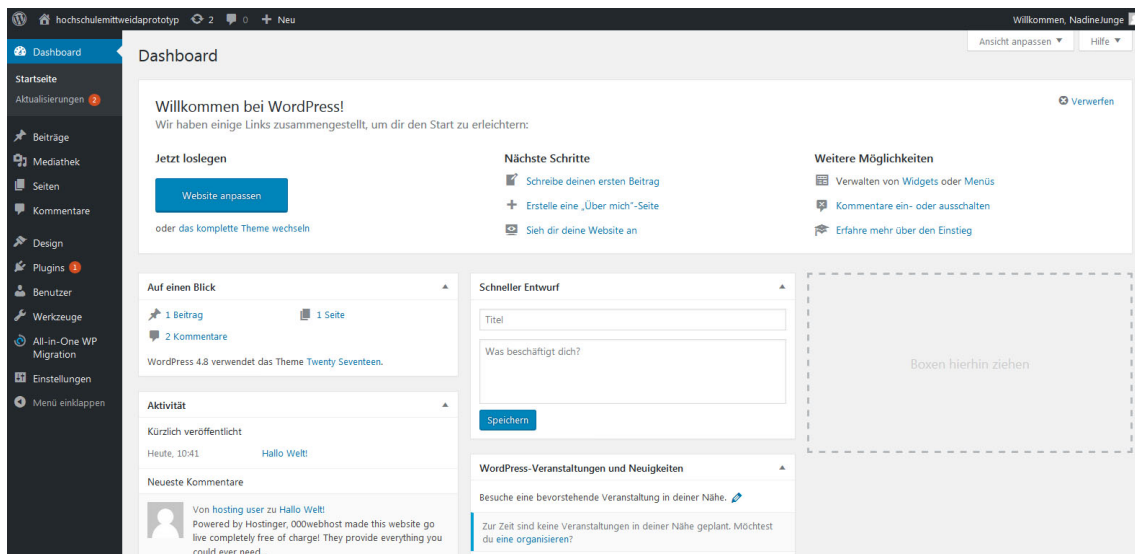 hochschulemittweidaprototyp 2 0 + Neu
Willkommen, NadineJunge
Ansicht anpassen ▼ Hilfe ▼
Dashboard
Startseite
Aktualisierungen 2
Beiträge
Mediathek
Seiten
Kommentare
Design
Plugins 1
Benutzer
Werkzeuge
All-in-One WP
Migration
Einstellungen
Menü einklappen
Dashboard
Willkommen bei WordPress!
Verwerfen
Wir haben einige Links zusammengestellt, um dir den Start zu erleichtern:
Jetzt loslegen
Website anpassen
oder das komplette Theme wechseln
Nächste Schritte
Schreibe deinen ersten Beitrag
Erstelle eine „Über mich“-Seite
Sieh dir deine Website an
Weitere Möglichkeiten
Verwalten von Widgets oder Menüs
Kommentare ein- oder ausschalten
Erfahre mehr über den Einstieg
Auf einen Blick
1 Beitrag
1 Seite
2 Kommentare
WordPress 4.8 verwendet das Theme Twenty Seventeen.
Aktivität
Kürzlich veröffentlicht
Heute, 10:41 Hallo Welt!
Neueste Kommentare
Von hosting user zu Hallo Welt!
Powered by Hostinger, 000webhost made this website go
live completely free of charge! They provide everything you
could ever need...
Schneller Entwurf
Titel
Was beschäftigt dich?
Speichern
WordPress-Veranstaltungen und Neuigkeiten
Besuche eine bevorstehende Veranstaltung in deiner Nähe.
Zur Zeit sind keine Veranstaltungen in deiner Nähe geplant. Möchtest
du eine organisieren?
Boxen hierhin ziehen